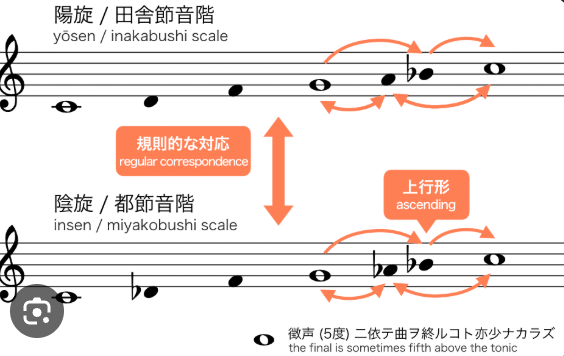 陽旋 / 田舎節音階
yōsen / inakabushi scale
規則的な対応
regular correspondence
上行形
ascending
陰旋 / 都節音階
insen / miyakobushi scale
徴声 (5度) 二依テ曲ヲ終ルコト亦少ナカラズ
the final is sometimes fifth above the tonic